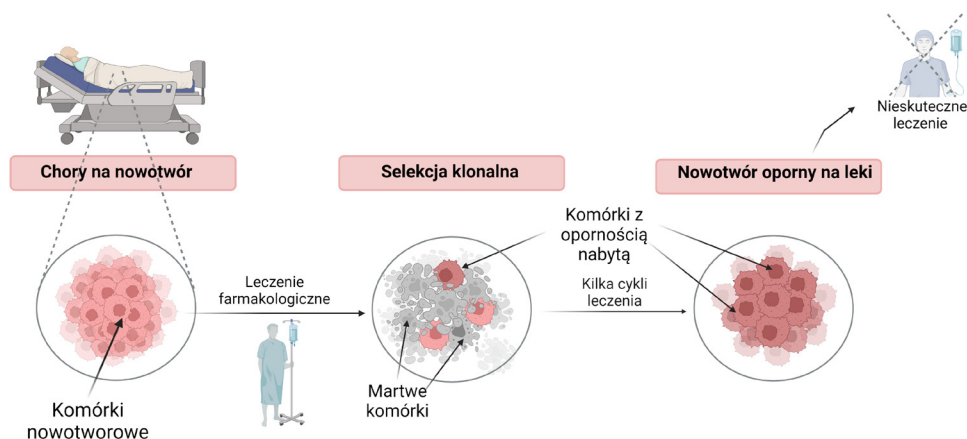 Nieskuteczne
leczenie
Chory na nowotwór
Selekcja klonalna
Nowotwór oporny na leki
Komórki z
opornością
nabytą
Leczenie
farmakologiczne
Kilka cykli
leczenia
Martwe
komórki
Komórki
nowotworowe